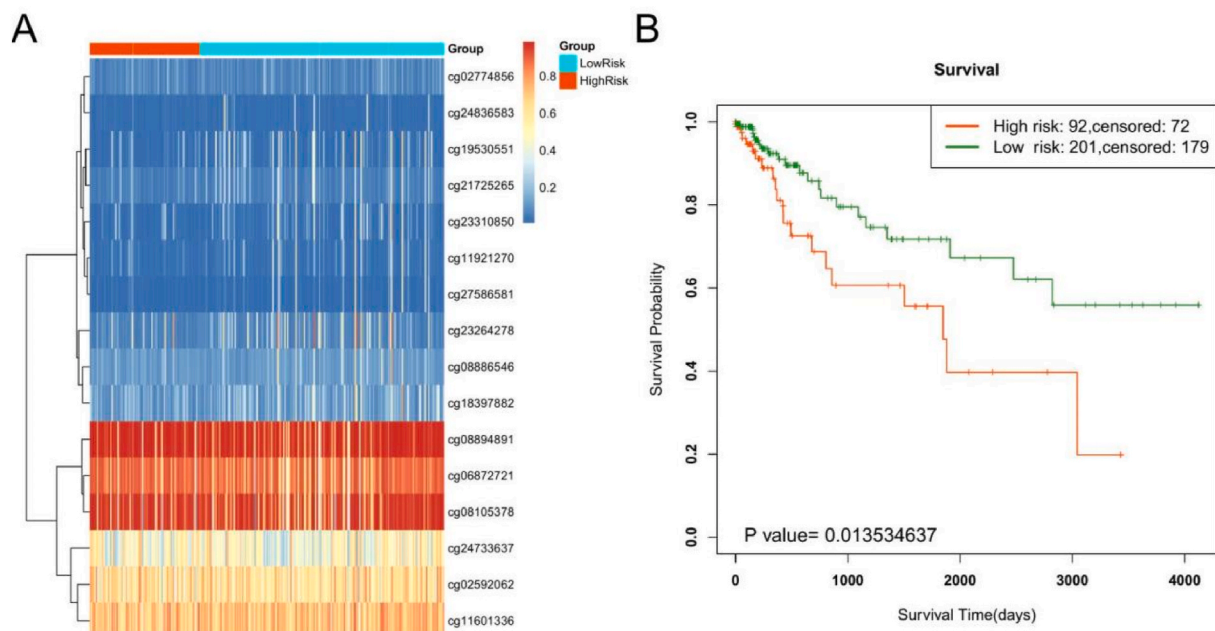 A
Group
0.8
0.6
0.4
0.2
Group
LowRisk
HighRisk
cg02774856
cg24836583
cg19530551
cg21725265
cg23310850
cg11921270
cg27586581
cg23264278
cg08886546
cg18397882
cg08894891
cg06872721
cg08105378
cg24733637
cg02592062
cg11601336
B
Survival
High risk: 92,censored: 72
Low risk: 201,censored: 179
Survival Probability
1.0
0.8
0.6
0.4
0.2
0.0
P value= 0.013534637
0 1000 2000 3000 4000
Survival Time(days)